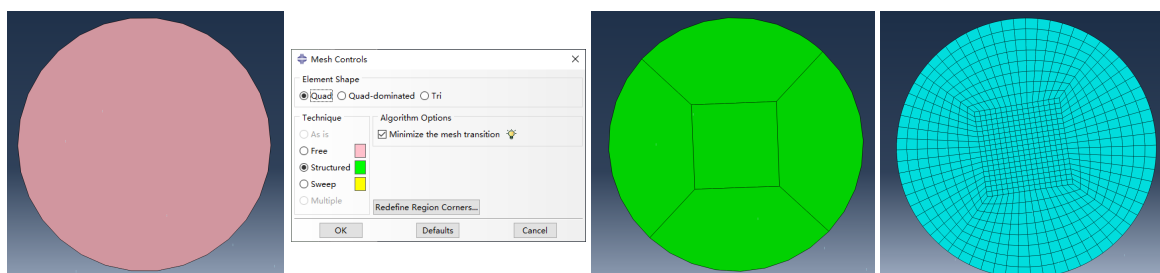 Mesh Controls
Element Shape
Quad Quad-dominated Tri
Technique
Algorithm Options
As is
Minimize the mesh transition
Free
Structured
Sweep
Multiple
Redefine Region Corners...
OK Defaults Cancel